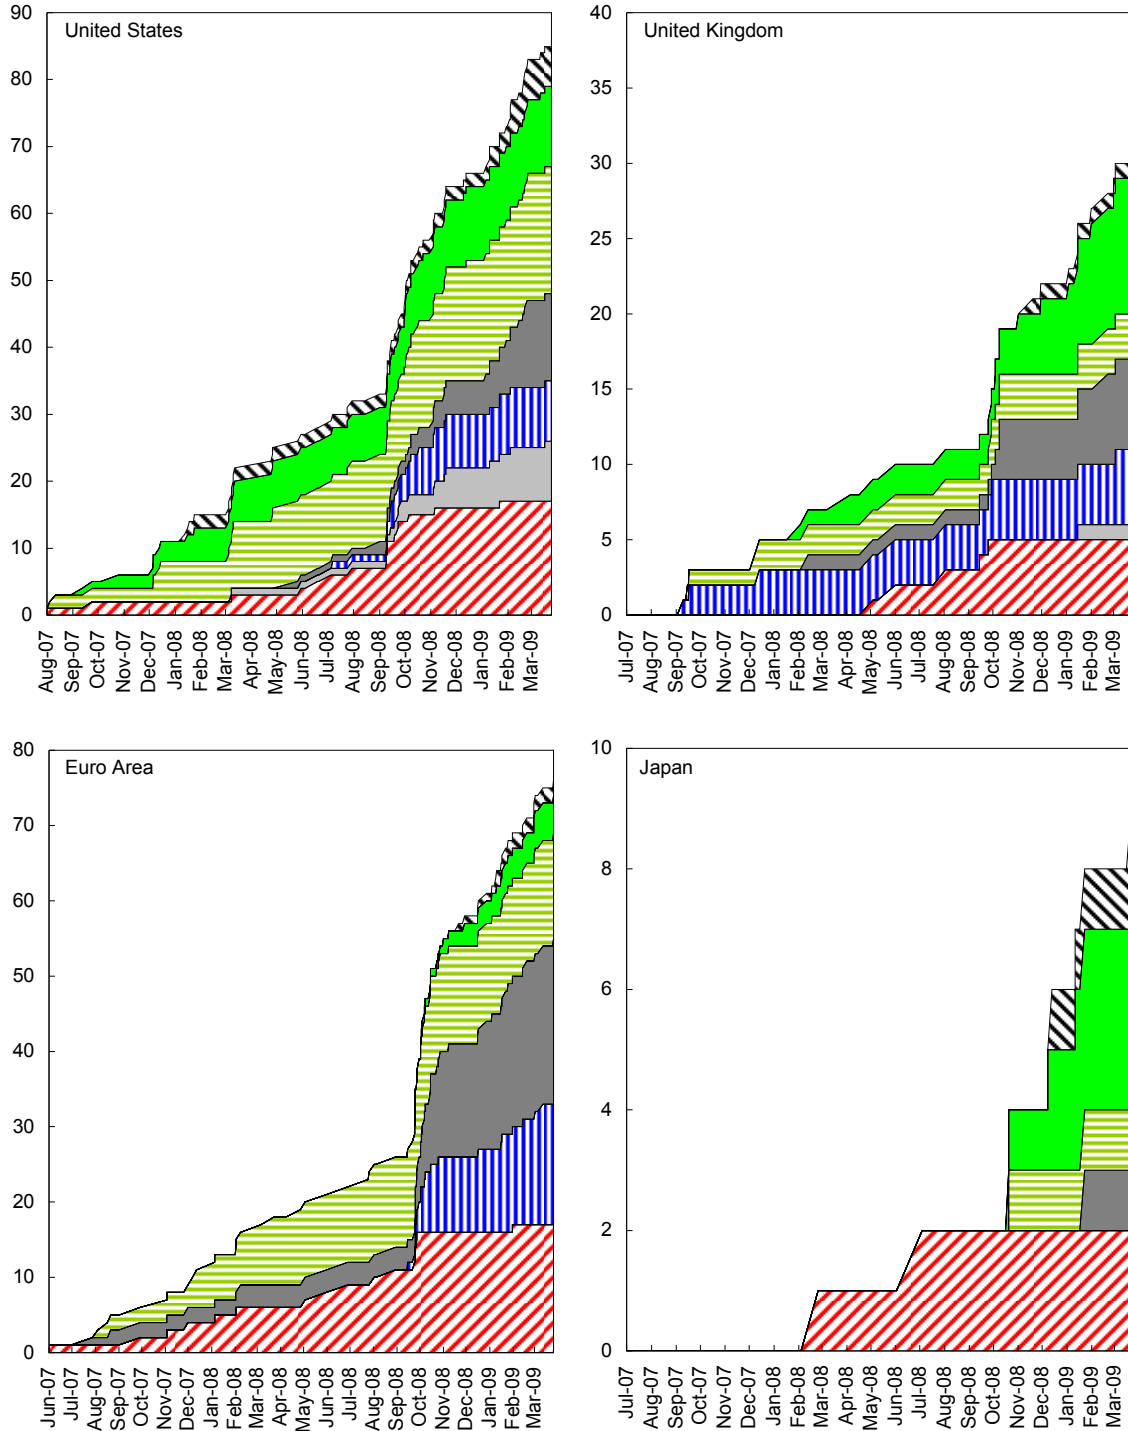 United States
90
80
70
60
50
40
30
20
10
0
Aug-07
Sep-07
Oct-07
Nov-07
Dec-07
Jan-08
Feb-08
Mar-08
Apr-08
May-08
Jun-08
Jul-08
Aug-08
Sep-08
Oct-08
Nov-08
Dec-08
Jan-09
Feb-09
Mar-09
United Kingdom
40
35
30
25
20
15
10
5
0
Jul-07
Aug-07
Sep-07
Oct-07
Nov-07
Dec-07
Jan-08
Feb-08
Mar-08
Apr-08
May-08
Jun-08
Jul-08
Aug-08
Sep-08
Oct-08
Nov-08
Dec-08
Jan-09
Feb-09
Mar-09
Euro Area
80
70
60
50
40
30
20
10
0
Jun-07
Jul-07
Aug-07
Sep-07
Oct-07
Nov-07
Dec-07
Jan-08
Feb-08
Mar-08
Apr-08
May-08
Jun-08
Jul-08
Aug-08
Sep-08
Oct-08
Nov-08
Dec-08
Jan-09
Feb-09
Mar-09
Japan
10
8
6
4
2
0
Jul-07
Aug-07
Sep-07
Oct-07
Nov-07
Dec-07
Jan-08
Feb-08
Mar-08
Apr-08
May-08
Jun-08
Jul-08
Aug-08
Sep-08
Oct-08
Nov-08
Dec-08
Jan-09
Feb-09
Mar-09